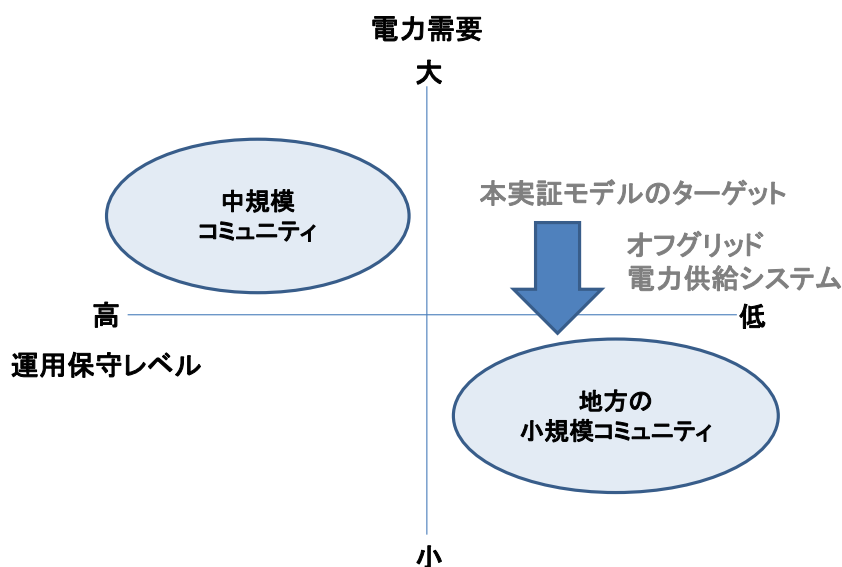 電力需要
大
中規模
コミュニティ
本実証モデルのターゲット
オフグリッド
電力供給システム
高
低
運用保守レベル
地方の
小規模コミュニティ
小